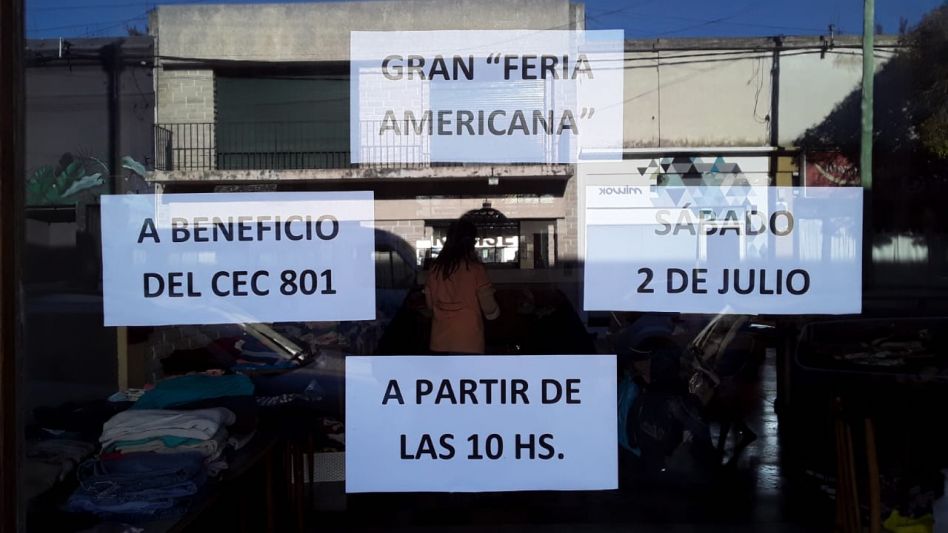 GRAN “FERIA
AMERICANA”
A BENEFICIO
DEL CEC 801
SÁBADO
2 DE JULIO
A PARTIR DE
LAS 10 HS.